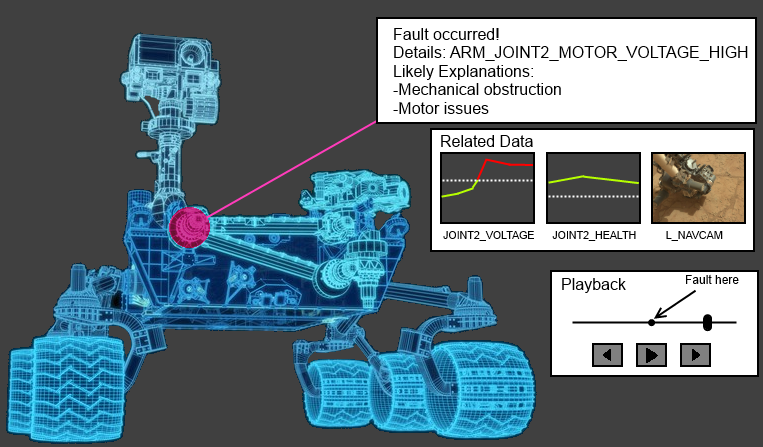 Fault occurred!
Details: ARM_JOINT2_MOTOR_VOLTAGE_HIGH
Likely Explanations:
-Mechanical obstruction
-Motor issues
Related Data
JOINT2_VOLTAGE
JOINT2_HEALTH
L_NAVCAM
Playback
Fault here